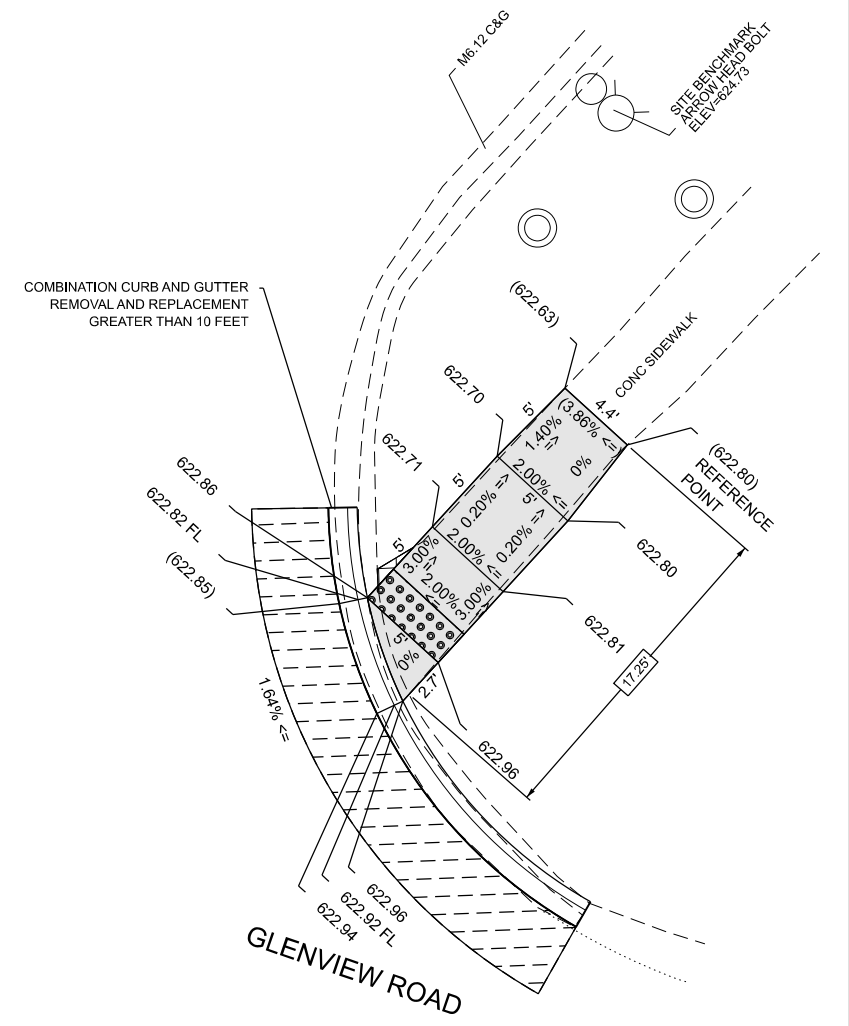 M6.12 C&G
SITE BENCHMARK
ARROW HEAD BOLT
ELEV=624.73
COMBINATION CURB AND GUTTER
REMOVAL AND REPLACEMENT
GREATER THAN 10 FEET
(622.63)
CONC SIDEWALK
622.70
5'
4.4'
(3.86% <=
1.40%
=>
0%
(622.80)
REFERENCE
POINT
622.71
5'
2.00% <=
0.20% =>
5'
=> 0.20%
622.80
622.86
622.82 FL
(622.85)
5'
3.00%
=>
2.00% <=
2.00%
<=
3.00% =>
622.81
5'
0%
2.7'
17.25'
1.64% <=
622.96
622.96
622.92 FL
622.94
GLENVIEW ROAD